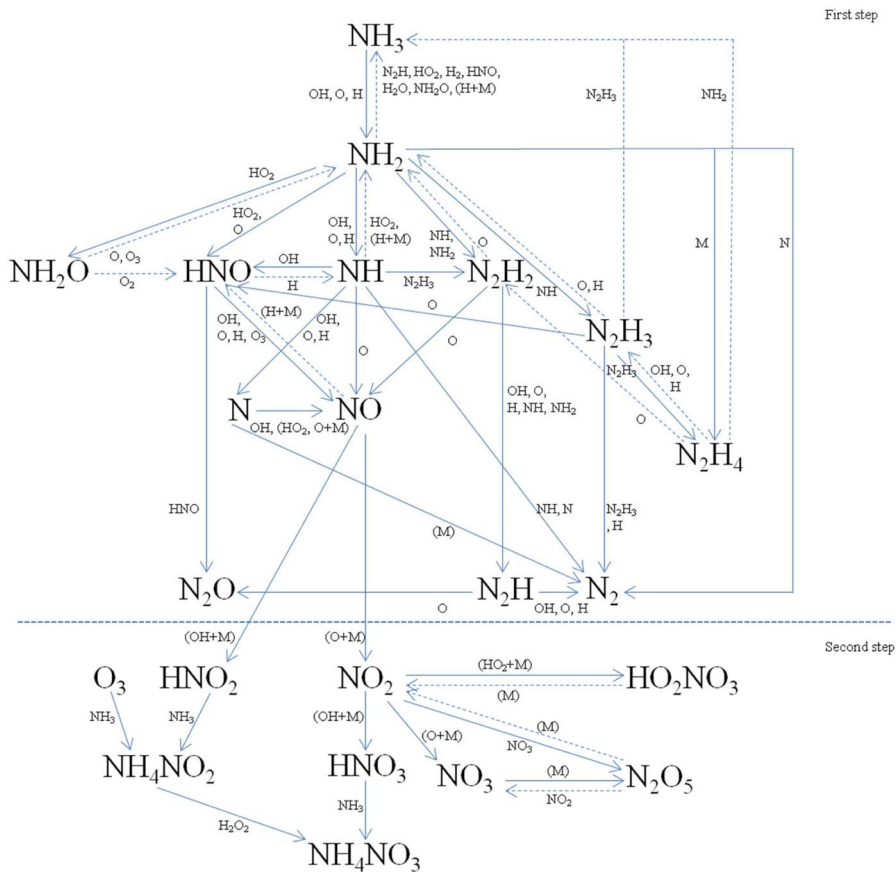 First step
NH₃
N₂H, HO₂, H₂, HNO,
H₂O, NH₂O, (H+M)
OH, O, H
N₂H₃
NH₂
NH₂
HO₂
HO₂,
O
OH,
O, H
HO₂,
(H+M)
NH,
NH₂
O
M
N
NH₂O
O, O₃
O₂
HNO
OH
H
NH
N₂H₃
N₂H₂
NH
O, H
(H+M)
OH,
O, H, O₃
OH,
O, H
O
O
O
N₂H₃
N₂H₃
OH, O,
H
OH, O,
H, NH, NH₂
O
N
OH, (HO₂, O+M)
NO
N₂H₄
HNO
(M)
NH, N
N₂H₃
, H
N₂O
O
N₂H
OH, O, H
N₂
(OH+M)
(O+M)
Second step
O₃
HNO₂
NO₂
(HO₂+M)
(M)
HO₂NO₃
NH₃
NH₃
(OH+M)
(O+M)
(M)
NO₃
NH₄NO₂
HNO₃
NO₃
(M)
NO₂
N₂O₅
H₂O₂
NH₃
NH₄NO₃